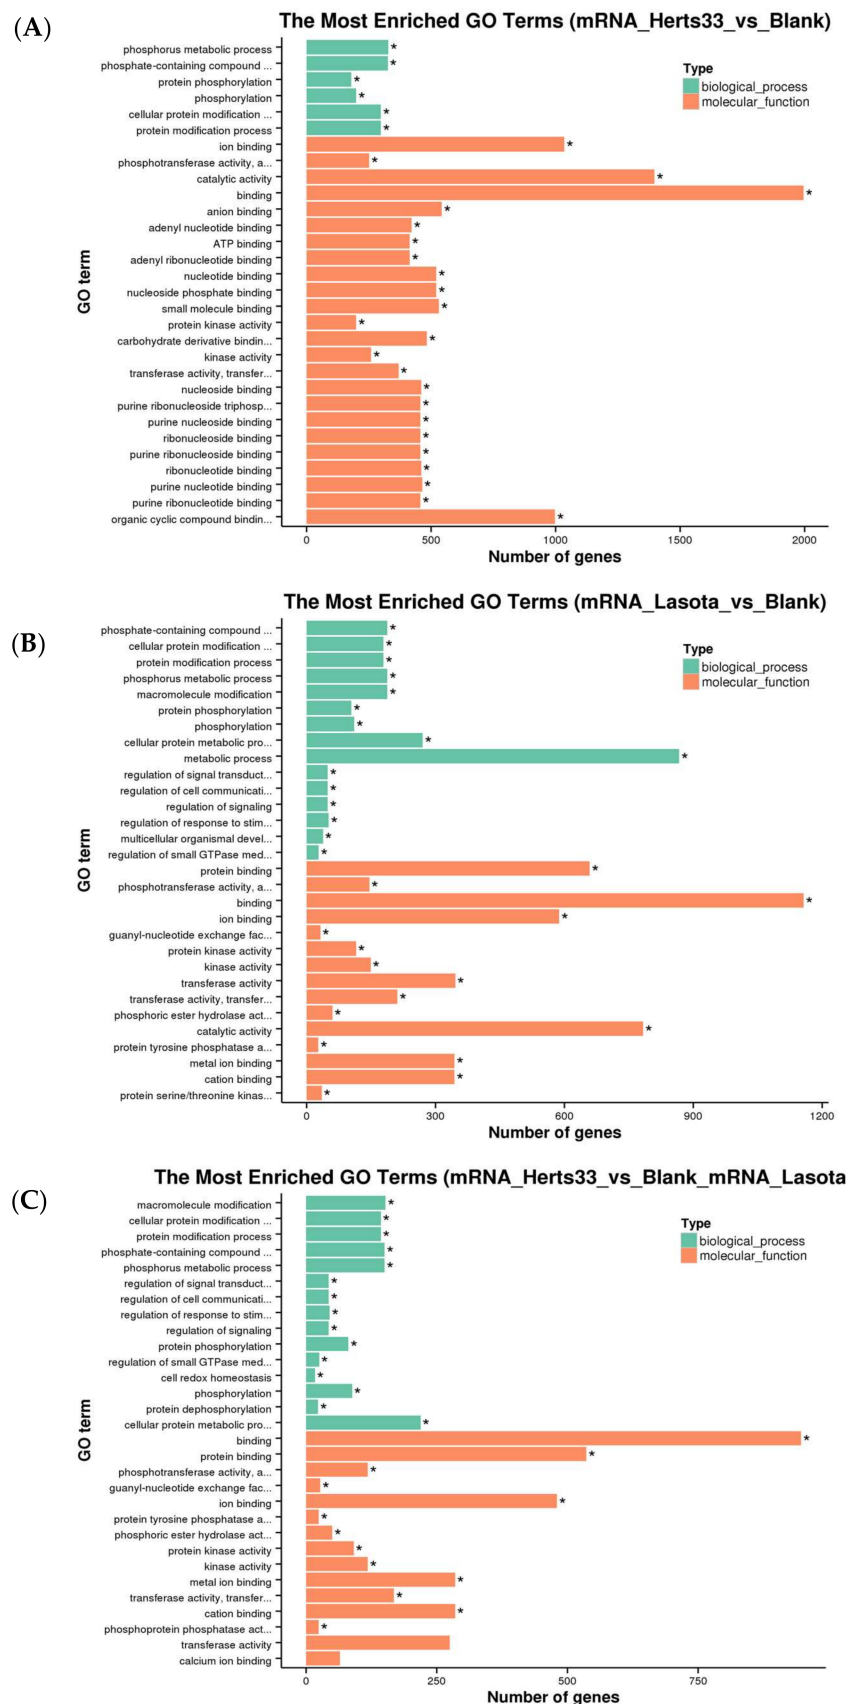 (A)
The Most Enriched GO Terms (mRNA_Herts33_vs_Blank)
phosphorus metabolic process
phosphate-containing compound ...
protein phosphorylation
phosphorylation
cellular protein modification ...
protein modification process
ion binding
phosphotransferase activity, a...
catalytic activity
binding
anion binding
adenyl nucleotide binding
ATP binding
adenyl ribonucleotide binding
nucleotide binding
nucleoside phosphate binding
small molecule binding
protein kinase activity
carbohydrate derivative bindin...
kinase activity
transferase activity, transfer...
nucleoside binding
purine ribonucleoside triphosp...
purine nucleoside binding
ribonucleoside binding
purine ribonucleoside binding
ribonucleotide binding
purine nucleotide binding
purine ribonucleotide binding
organic cyclic compound bindin...
GO term
Type
biological_process
molecular_function
0 500 1000 1500 2000
Number of genes
(B)
The Most Enriched GO Terms (mRNA_Lasota_vs_Blank)
phosphate-containing compound ...
cellular protein modification ...
protein modification process
phosphorus metabolic process
macromolecule modification
protein phosphorylation
phosphorylation
cellular protein metabolic pro...
metabolic process
regulation of signal transduct...
regulation of cell communicati...
regulation of signaling
regulation of response to stim...
multicellular organismal devel...
regulation of small GTPase med...
protein binding
phosphotransferase activity, a...
binding
ion binding
guanyl-nucleotide exchange fac...
protein kinase activity
kinase activity
transferase activity
transferase activity, transfer...
phosphoric ester hydrolase act...
catalytic activity
protein tyrosine phosphatase a...
metal ion binding
cation binding
protein serine/threonine kinas...
GO term
Type
biological_process
molecular_function
0 300 600 900 1200
Number of genes
(C)
The Most Enriched GO Terms (mRNA_Herts33_vs_Blank_mRNA_Lasota
macromolecule modification
cellular protein modification ...
protein modification process
phosphate-containing compound ...
phosphorus metabolic process
regulation of signal transduct...
regulation of cell communicati...
regulation of response to stim...
regulation of signaling
protein phosphorylation
regulation of small GTPase med...
cell redox homeostasis
phosphorylation
protein dephosphorylation
cellular protein metabolic pro...
binding
protein binding
phosphotransferase activity, a...
guanyl-nucleotide exchange fac...
ion binding
protein tyrosine phosphatase a...
phosphoric ester hydrolase act...
protein kinase activity
kinase activity
metal ion binding
transferase activity, transfer...
cation binding
phosphoprotein phosphatase act...
transferase activity
calcium ion binding
GO term
Type
biological_process
molecular_function
0 250 500 750
Number of genes